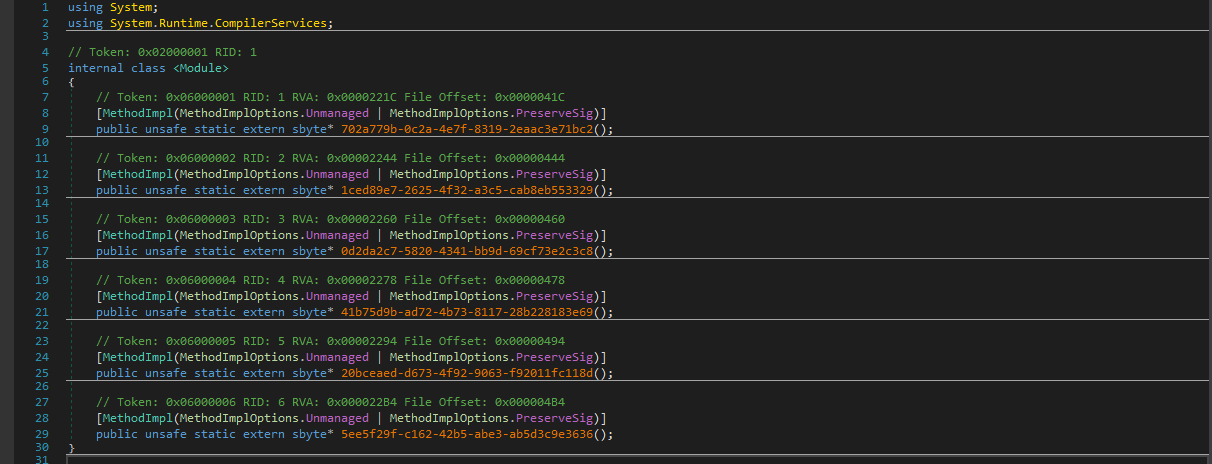 1 using System;
2 using System.Runtime.CompilerServices;
3
4 // Token: 0x02000001 RID: 1
5 internal class <Module>
6 {
7 // Token: 0x06000001 RID: 1 RVA: 0x0000221C File Offset: 0x0000041C
8 [MethodImpl(MethodImplOptions.Unmanaged | MethodImplOptions.PreserveSig)]
9 public unsafe static extern sbyte* 702a779b-0c2a-4e7f-8319-2eaac3e71bc2();
10
11 // Token: 0x06000002 RID: 2 RVA: 0x00002244 File Offset: 0x00000444
12 [MethodImpl(MethodImplOptions.Unmanaged | MethodImplOptions.PreserveSig)]
13 public unsafe static extern sbyte* 1ced89e7-2625-4f32-a3c5-cab8eb553329();
14
15 // Token: 0x06000003 RID: 3 RVA: 0x00002260 File Offset: 0x00000460
16 [MethodImpl(MethodImplOptions.Unmanaged | MethodImplOptions.PreserveSig)]
17 public unsafe static extern sbyte* 0d2da2c7-5820-4341-bb9d-69cf73e2c3c8();
18
19 // Token: 0x06000004 RID: 4 RVA: 0x00002278 File Offset: 0x00000478
20 [MethodImpl(MethodImplOptions.Unmanaged | MethodImplOptions.PreserveSig)]
21 public unsafe static extern sbyte* 41b75d9b-ad72-4b73-8117-28b228183e69();
22
23 // Token: 0x06000005 RID: 5 RVA: 0x00002294 File Offset: 0x00000494
24 [MethodImpl(MethodImplOptions.Unmanaged | MethodImplOptions.PreserveSig)]
25 public unsafe static extern sbyte* 20bceaed-d673-4f92-9063-f92011fc118d();
26
27 // Token: 0x06000006 RID: 6 RVA: 0x000022B4 File Offset: 0x000004B4
28 [MethodImpl(MethodImplOptions.Unmanaged | MethodImplOptions.PreserveSig)]
29 public unsafe static extern sbyte* 5ee5f29f-c162-42b5-abe3-ab5d3c9e3636();
30 }
31